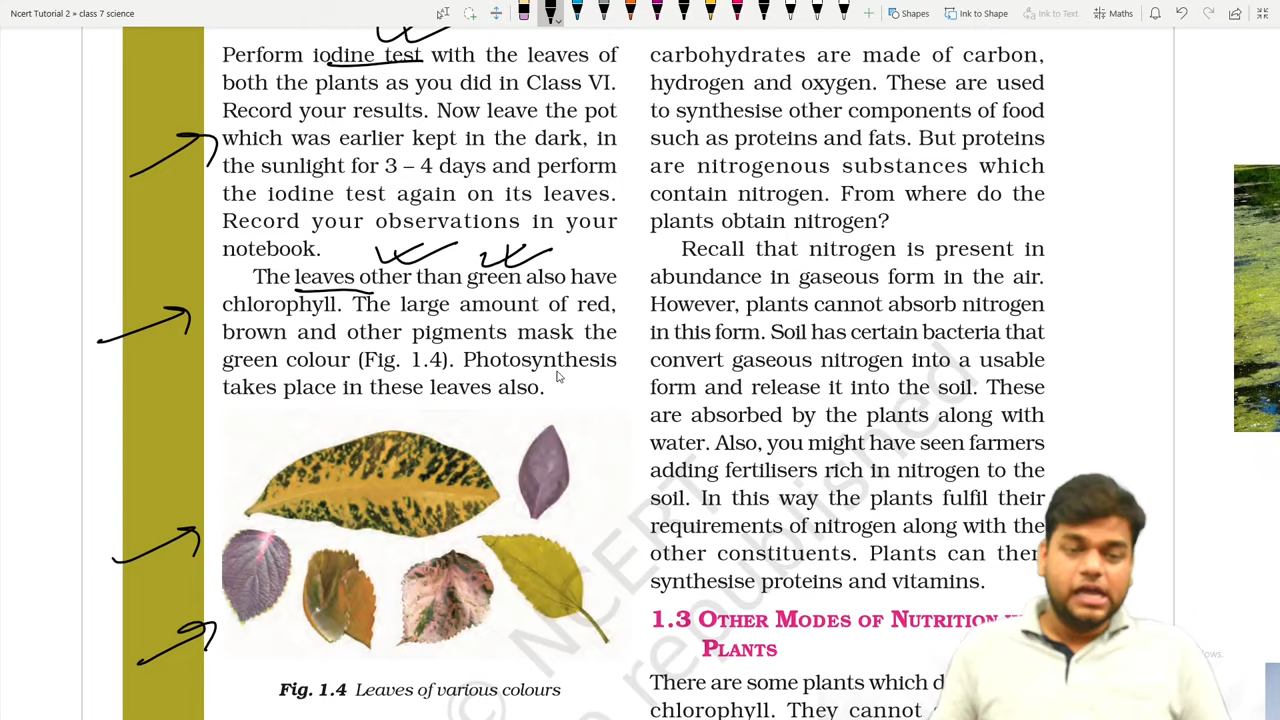 Ncert Tutorial 2 » class 7 science
Shapes
Ink to Shape
Ink to Text
Maths
Perform iodine test with the leaves of
both the plants as you did in Class VI.
Record your results. Now leave the pot
which was earlier kept in the dark, in
the sunlight for 3 – 4 days and perform
the iodine test again on its leaves.
Record your observations in your
notebook.
The leaves other than green also have
chlorophyll. The large amount of red,
brown and other pigments mask the
green colour (Fig. 1.4). Photosynthesis
takes place in these leaves also.
Fig. 1.4 Leaves of various colours
carbohydrates are made of carbon,
hydrogen and oxygen. These are used
to synthesise other components of food
such as proteins and fats. But proteins
are nitrogenous substances which
contain nitrogen. From where do the
plants obtain nitrogen?
Recall that nitrogen is present in
abundance in gaseous form in the air.
However, plants cannot absorb nitrogen
in this form. Soil has certain bacteria that
convert gaseous nitrogen into a usable
form and release it into the soil. These
are absorbed by the plants along with
water. Also, you might have seen farmers
adding fertilisers rich in nitrogen to the
soil. In this way the plants fulfil their
requirements of nitrogen along with the
other constituents. Plants can then
synthesise proteins and vitamins.
1.3 OTHER MODES OF NUTRITION
PLANTS
There are some plants which
chlorophyll. They cannot
© NCERT
republished